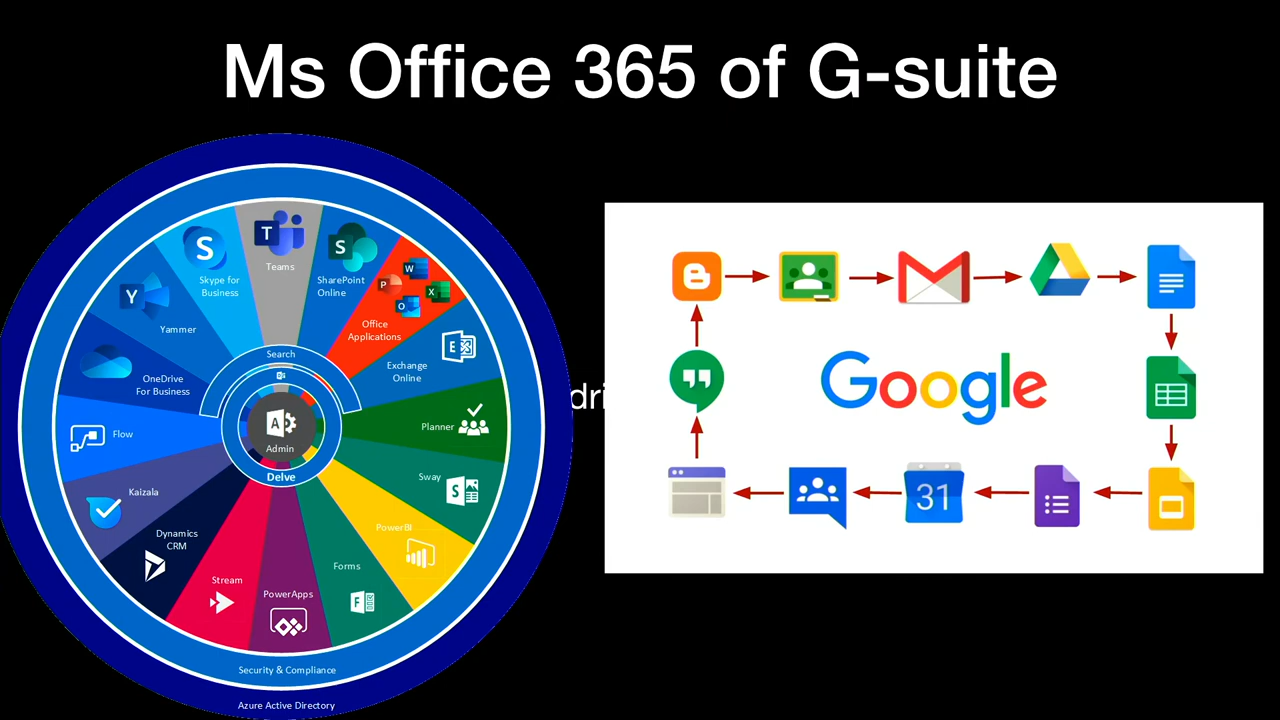 Ms Office 365 of G-suite
Teams
SharePoint
Online
Office
Applications
Exchange
Online
Planner
Sway
PowerBI
Forms
PowerApps
Stream
Dynamics
CRM
Kaizala
Flow
OneDrive
For Business
Yammer
Skype for
Business
Search
Admin
Delve
Security & Compliance
Azure Active Directory
T
S
W
P
X
O
E
S
F
Y
S
A
dri
Google
31